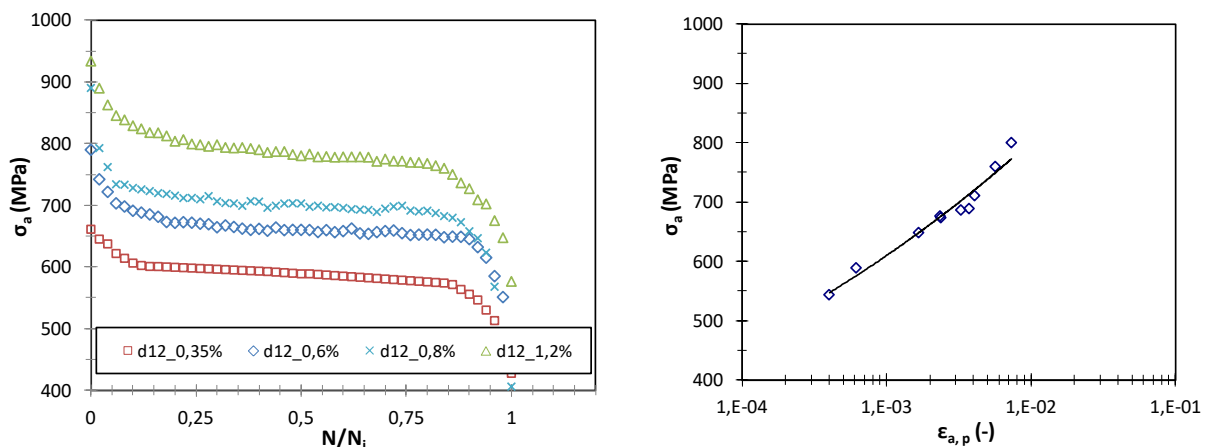 1000
900
800
700
600
500
400
σa (MPa)
d12_0,35% d12_0,6% d12_0,8% d12_1,2%
0 0,25 0,5 0,75 1
N/Ni
1000
900
800
700
600
500
400
σa (MPa)
1,E-04 1,E-03 1,E-02 1,E-01
εa, p (-)